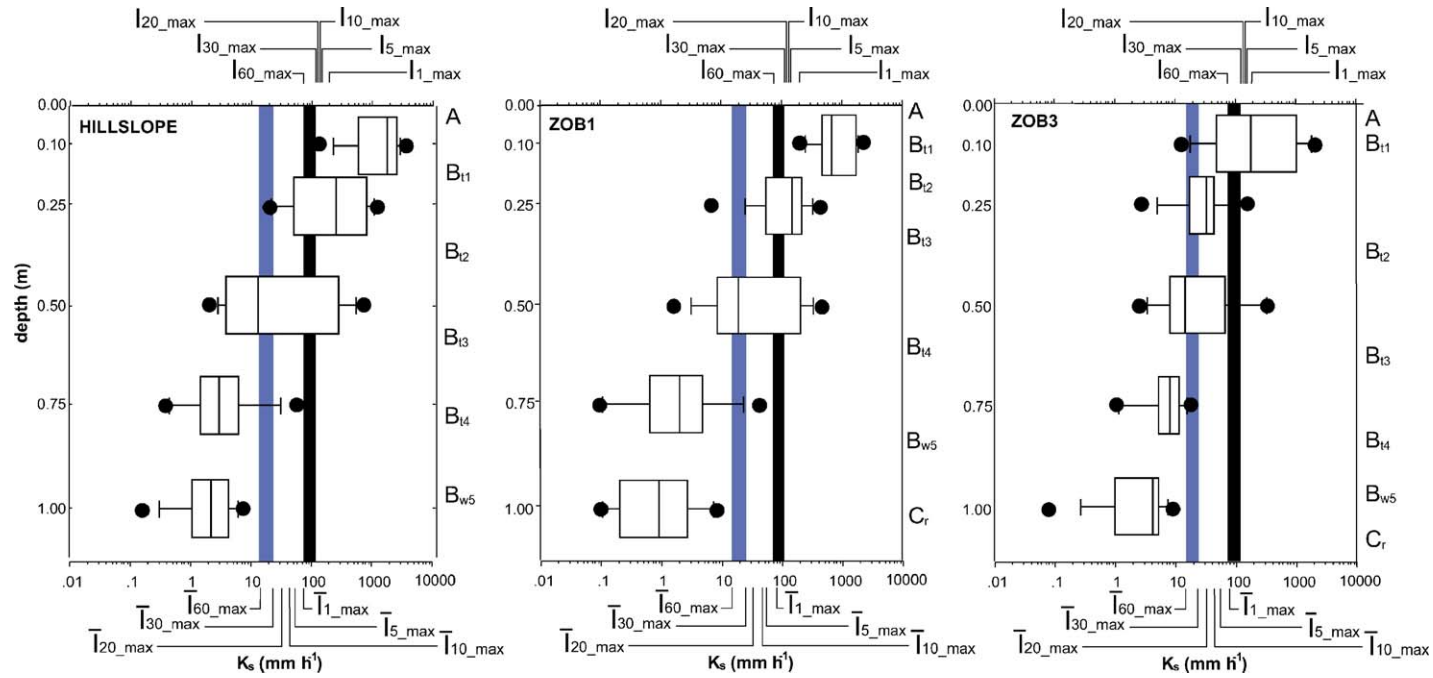 I20_max I10_max I20_max I10_max I20_max I10_max
I30_max I5_max I30_max I5_max I30_max I5_max
I60_max I1_max I60_max I1_max I60_max I1_max
HILLSLOPE
depth (m)
0.00
0.10
0.25
0.50
0.75
1.00
A
Bt1
Bt2
Bt3
Bt4
Bw5
.01 .1 1 10 100 1000 10000
Ī60_max Ī1_max
Ī30_max Ī5_max
Ī20_max Ī10_max
Ks (mm h-1)
ZOB1
0.00
0.10
0.25
0.50
0.75
1.00
A
Bt1
Bt2
Bt3
Bt4
Bw5
Cr
.01 .1 1 10 100 1000 10000
Ī60_max Ī1_max
Ī30_max Ī5_max
Ī20_max Ī10_max
Ks (mm h-1)
ZOB3
0.00
0.10
0.25
0.50
0.75
1.00
A
Bt1
Bt2
Bt3
Bt4
Bw5
Cr
.01 .1 1 10 100 1000 10000
Ī60_max Ī1_max
Ī30_max Ī5_max
Ī20_max Ī10_max
Ks (mm h-1)